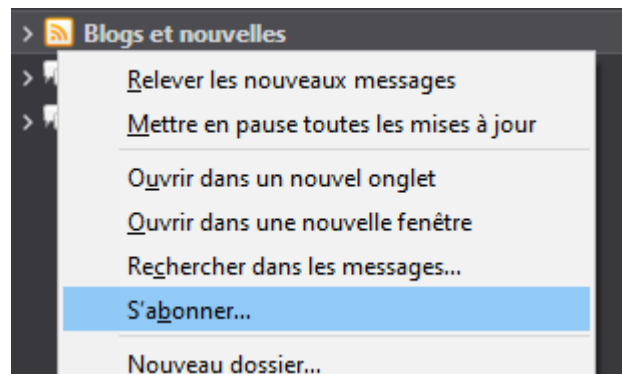 Blogs et nouvelles
Relever les nouveaux messages
Mettre en pause toutes les mises à jour
Ouvrir dans un nouvel onglet
Ouvrir dans une nouvelle fenêtre
Rechercher dans les messages...
S'abonner...
Nouveau dossier...